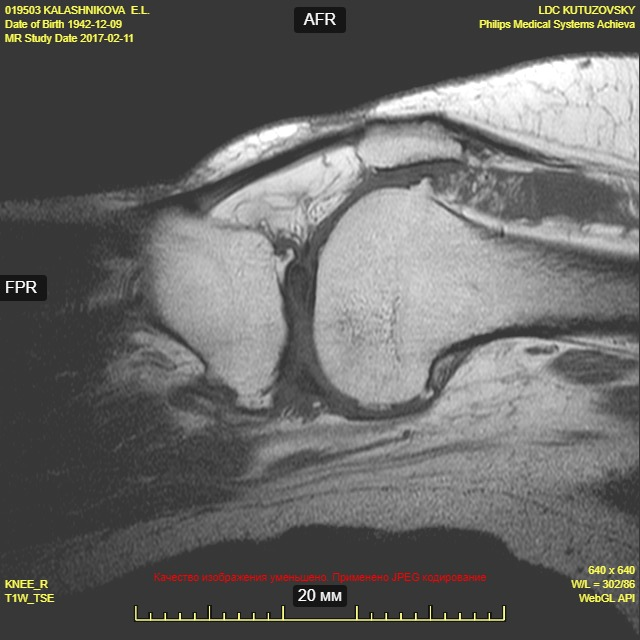 019503 KALASHNIKOVA E.L.
Date of Birth 1942-12-09
MR Study Date 2017-02-11
AFR
LDC KUTUZOVSKY
Philips Medical Systems Achieva
FPR
Качество изображения уменьшено. Применено JPEG кодирование
640 x 640
W/L = 302/86
WebGL API
KNEE_R
T1W_TSE
20 мм